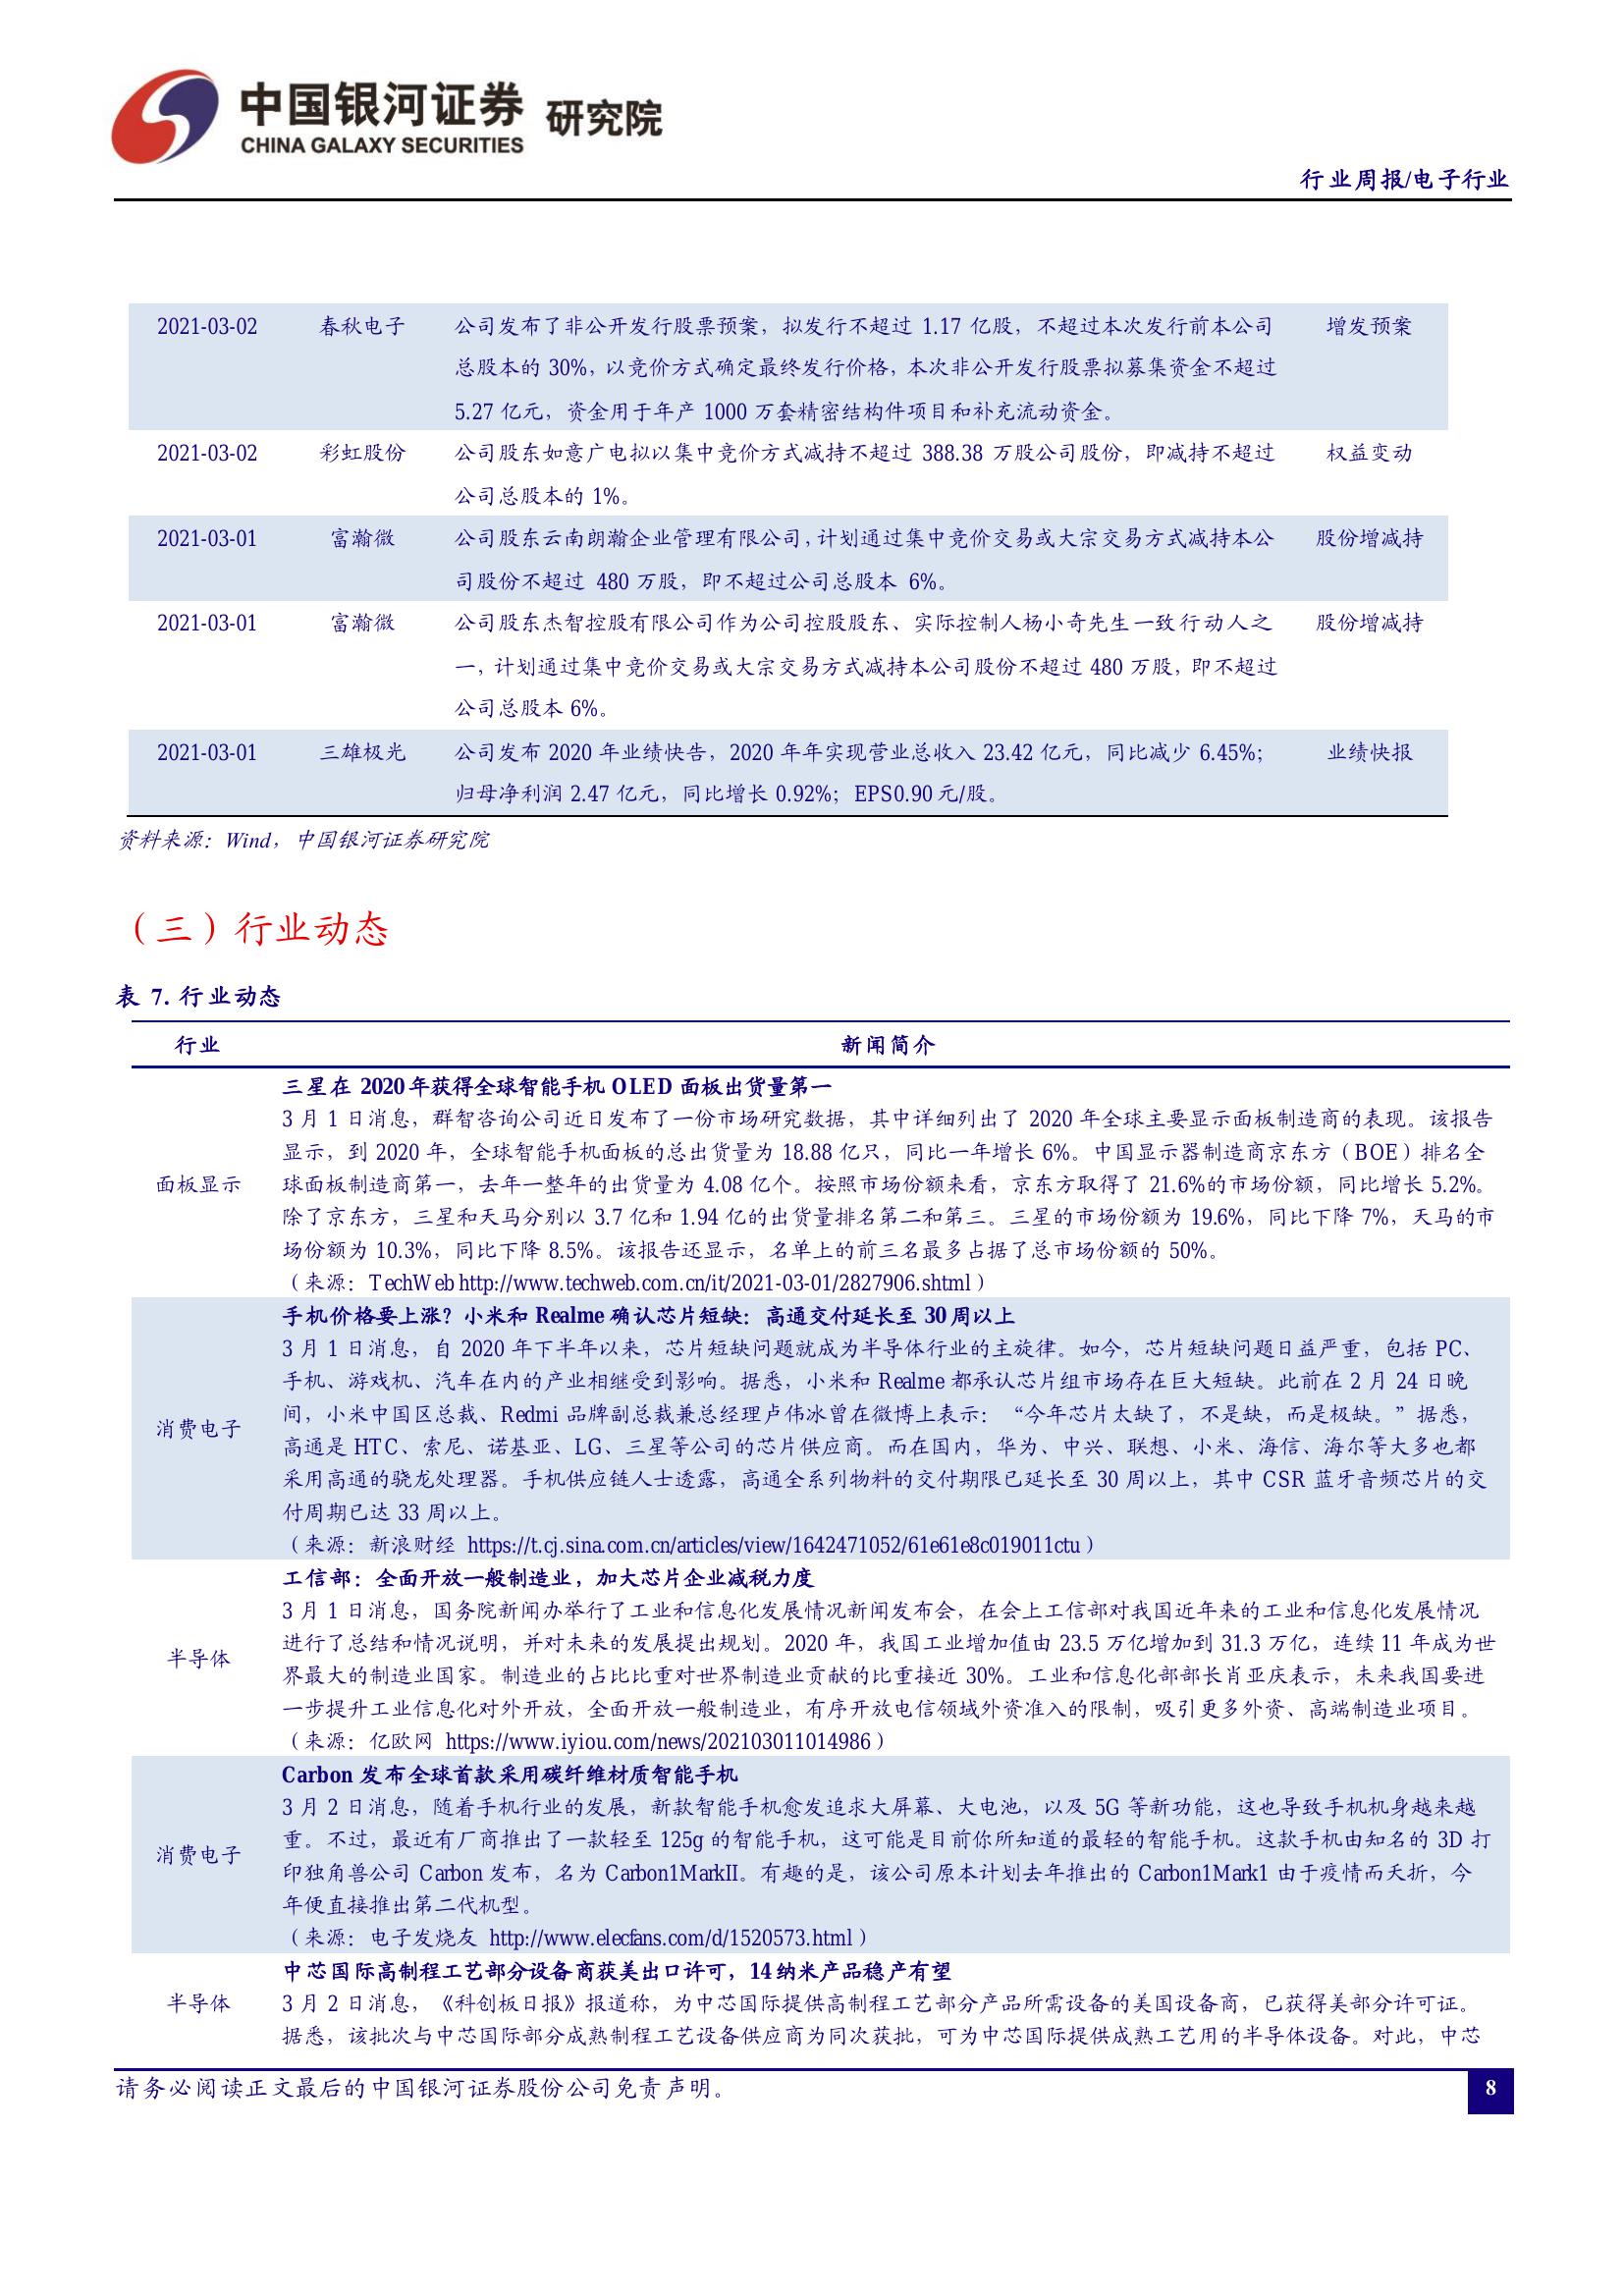 中国银河证券 研究院
CHINA GALAXY SECURITIES
行业周报/电子行业
2021-03-02 春秋电子 公司发布了非公开发行股票预案，拟发行不超过 1.17 亿股，不超过本次发行前本公司 增发预案
总股本的 30%，以竞价方式确定最终发行价格，本次非公开发行股票拟募集资金不超过
5.27 亿元，资金用于年产 1000 万套精密结构件项目和补充流动资金。
2021-03-02 彩虹股份 公司股东如意广电拟以集中竞价方式减持不超过 388.38 万股公司股份，即减持不超过 权益变动
公司总股本的 1%。
2021-03-01 富瀚微 公司股东云南朗瀚企业管理有限公司，计划通过集中竞价交易或大宗交易方式减持本公 股份增减持
司股份不超过 480 万股，即不超过公司总股本 6%。
2021-03-01 富瀚微 公司股东杰智控股有限公司作为公司控股股东、实际控制人杨小奇先生一致行动人之 股份增减持
一，计划通过集中竞价交易或大宗交易方式减持本公司股份不超过 480 万股，即不超过
公司总股本 6%。
2021-03-01 三雄极光 公司发布 2020 年业绩快告，2020 年年实现营业总收入 23.42 亿元，同比减少 6.45%； 业绩快报
归母净利润 2.47 亿元，同比增长 0.92%；EPS0.90 元/股。
资料来源：Wind，中国银河证券研究院
（三）行业动态
表 7. 行业动态
行业 新闻简介
三星在 2020 年获得全球智能手机 OLED 面板出货量第一
3 月 1 日消息，群智咨询公司近日发布了一份市场研究数据，其中详细列出了 2020 年全球主要显示面板制造商的表现。该报告
显示，到 2020 年，全球智能手机面板的总出货量为 18.88 亿只，同比一年增长 6%。中国显示器制造商京东方（BOE）排名全
面板显示 球面板制造商第一，去年一整年的出货量为 4.08 亿个。按照市场份额来看，京东方取得了 21.6%的市场份额，同比增长 5.2%。
除了京东方，三星和天马分别以 3.7 亿和 1.94 亿的出货量排名第二和第三。三星的市场份额为 19.6%，同比下降 7%，天马的市
场份额为 10.3%，同比下降 8.5%。该报告还显示，名单上的前三名最多占据了总市场份额的 50%。
（来源：TechWeb http://www.techweb.com.cn/it/2021-03-01/2827906.shtml）
手机价格要上涨？小米和 Realme 确认芯片短缺：高通交付延长至 30 周以上
3 月 1 日消息，自 2020 年下半年以来，芯片短缺问题就成为半导体行业的主旋律。如今，芯片短缺问题日益严重，包括 PC、
手机、游戏机、汽车在内的产业相继受到影响。据悉，小米和 Realme 都承认芯片组市场存在巨大短缺。此前在 2 月 24 日晚
消费电子 间，小米中国区总裁、Redmi 品牌副总裁兼总经理卢伟冰曾在微博上表示：“今年芯片太缺了，不是缺，而是极缺。”据悉，
高通是 HTC、索尼、诺基亚、LG、三星等公司的芯片供应商。而在国内，华为、中兴、联想、小米、海信、海尔等大多也都
采用高通的骁龙处理器。手机供应链人士透露，高通全系列物料的交付期限已延长至 30 周以上，其中 CSR 蓝牙音频芯片的交
付周期已达 33 周以上。
（来源：新浪财经 https://t.cj.sina.com.cn/articles/view/1642471052/61e61e8c019011ctu）
工信部：全面开放一般制造业，加大芯片企业减税力度
3 月 1 日消息，国务院新闻办举行了工业和信息化发展情况新闻发布会，在会上工信部对我国近年来的工业和信息化发展情况
进行了总结和情况说明，并对未来的发展提出规划。2020 年，我国工业增加值由 23.5 万亿增加到 31.3 万亿，连续 11 年成为世
半导体 界最大的制造业国家。制造业的占比比重对世界制造业贡献的比重接近 30%。工业和信息化部部长肖亚庆表示，未来我国要进
一步提升工业信息化对外开放，全面开放一般制造业，有序开放电信领域外资准入的限制，吸引更多外资、高端制造业项目。
（来源：亿欧网 https://www.iyiou.com/news/202103011014986）
Carbon 发布全球首款采用碳纤维材质智能手机
3 月 2 日消息，随着手机行业的发展，新款智能手机愈发追求大屏幕、大电池，以及 5G 等新功能，这也导致手机机身越来越
重。不过，最近有厂商推出了一款轻至 125g 的智能手机，这可能是目前你所知道的最轻的智能手机。这款手机由知名的 3D 打
消费电子 印独角兽公司 Carbon 发布，名为 Carbon1MarkII。有趣的是，该公司原本计划去年推出的 Carbon1Mark1 由于疫情而夭折，今
年便直接推出第二代机型。
（来源：电子发烧友 http://www.elecfans.com/d/1520573.html）
中芯国际高制程工艺部分设备商获美出口许可，14 纳米产品稳产有望
半导体 3 月 2 日消息，《科创板日报》报道称，为中芯国际提供高制程工艺部分产品所需设备的美国设备商，已获得美部分许可证。
据悉，该批次与中芯国际部分成熟制程工艺设备供应商为同次获批，可为中芯国际提供成熟工艺用的半导体设备。对此，中芯
请务必阅读正文最后的中国银河证券股份公司免责声明。 8